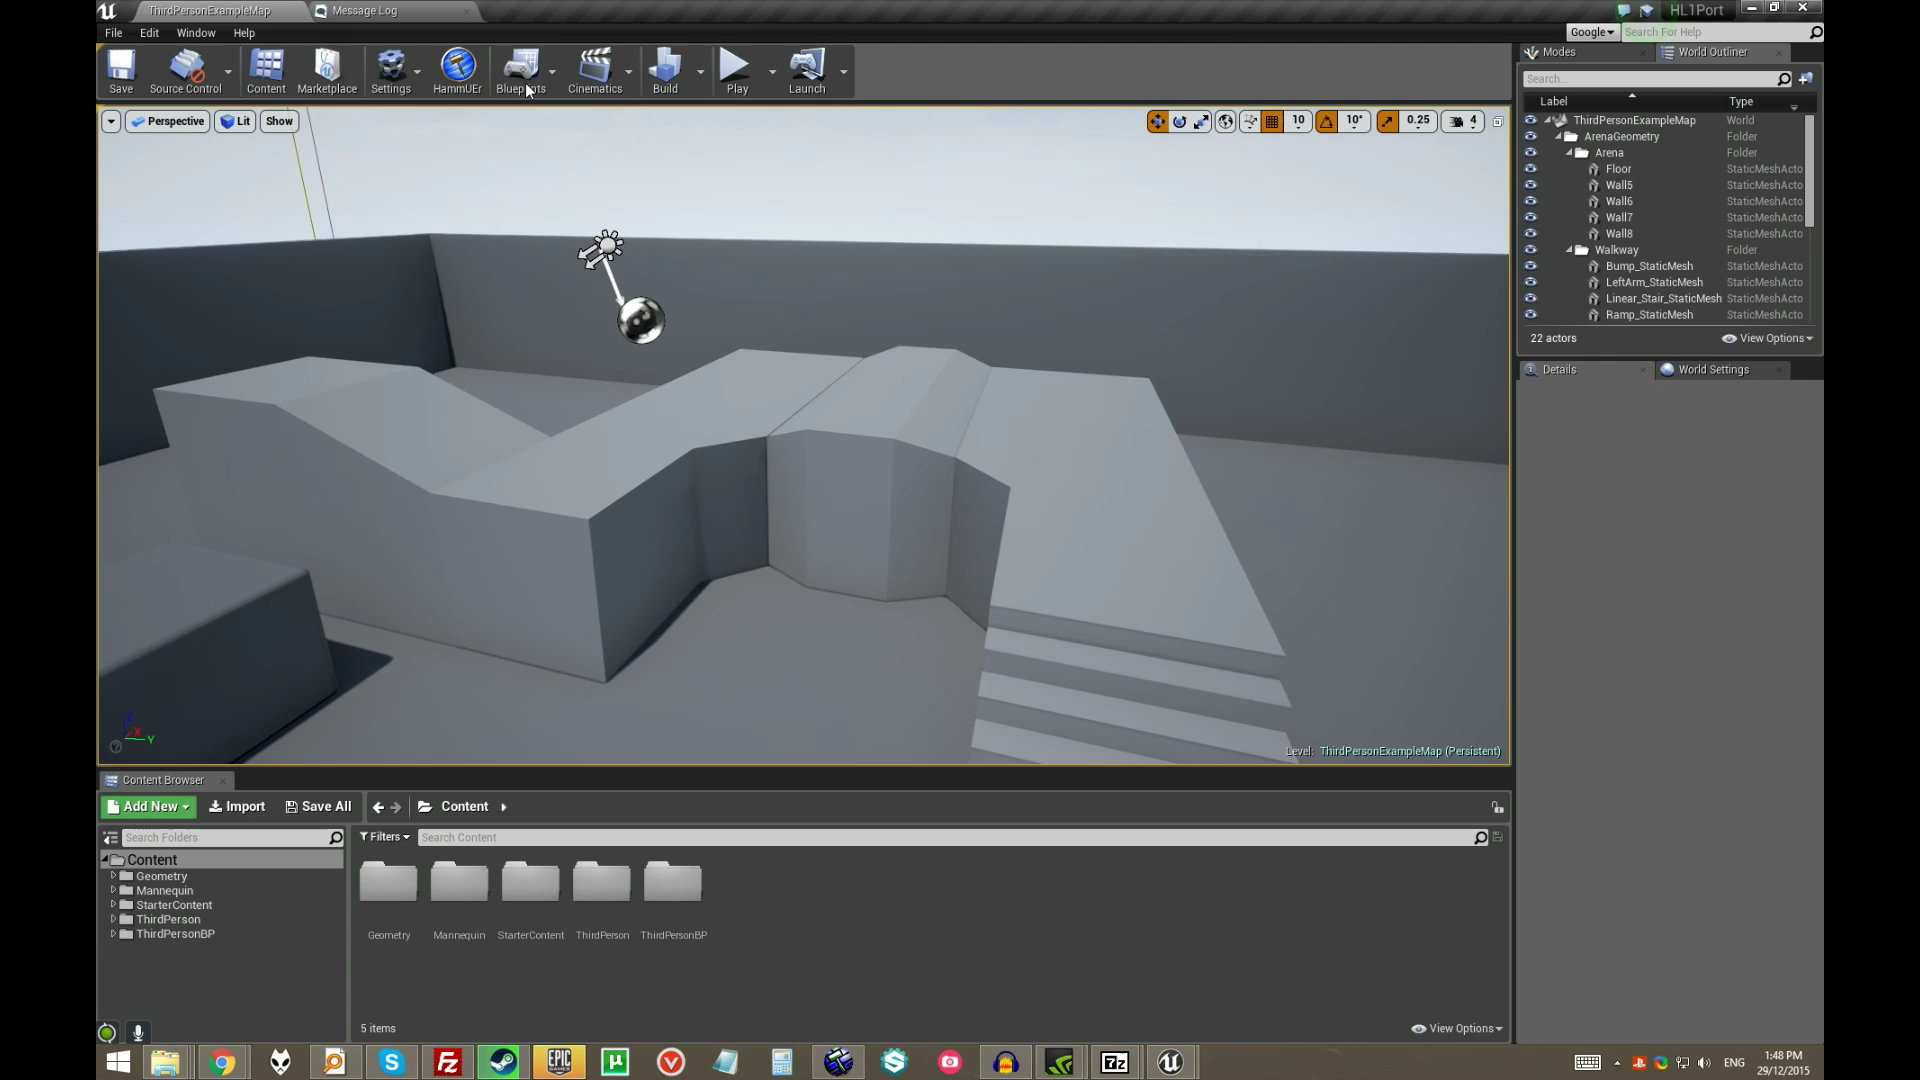 ThirdPersonExampleMap
Message Log
HL1Port
File Edit Window Help
Google
Search For Help
Save
Source Control
Content
Marketplace
Settings
HammUEr
Blueprints
Cinematics
Build
Play
Launch
Perspective
Lit
Show
10
10°
0.25
4
Level: ThirdPersonExampleMap (Persistent)
X
Y
Z
Modes
World Outliner
Search...
Label Type
ThirdPersonExampleMap World
ArenaGeometry Folder
Arena Folder
Floor StaticMeshActo
Wall5 StaticMeshActo
Wall6 StaticMeshActo
Wall7 StaticMeshActo
Wall8 StaticMeshActo
Walkway Folder
Bump_StaticMesh StaticMeshActo
LeftArm_StaticMesh StaticMeshActo
Linear_Stair_StaticMesh StaticMeshActo
Ramp_StaticMesh StaticMeshActo
22 actors
View Options
Details
World Settings
Content Browser
Add New
Import
Save All
Content
Search Folders
Filters
Search Content
Content
Geometry
Mannequin
StarterContent
ThirdPerson
ThirdPersonBP
Geometry
Mannequin
StarterContent
ThirdPerson
ThirdPersonBP
5 items
View Options
EPIC
GAMES
7z
ENG
1:48 PM
29/12/2015